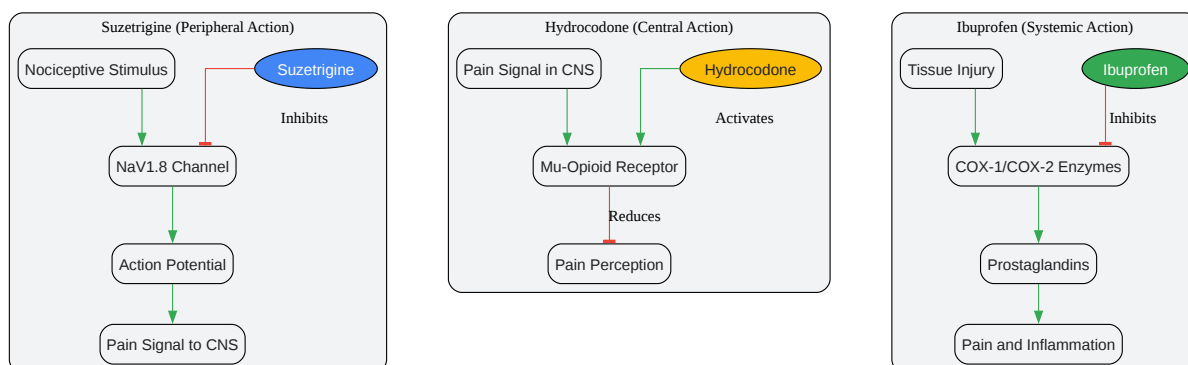 Suzetrigine (Peripheral Action)
Nociceptive Stimulus
Suzetrigine
Inhibits
NaV1.8 Channel
Action Potential
Pain Signal to CNS
Hydrocodone (Central Action)
Pain Signal in CNS
Hydrocodone
Activates
Mu-Opioid Receptor
Reduces
Pain Perception
Ibuprofen (Systemic Action)
Tissue Injury
Ibuprofen
Inhibits
COX-1/COX-2 Enzymes
Prostaglandins
Pain and Inflammation